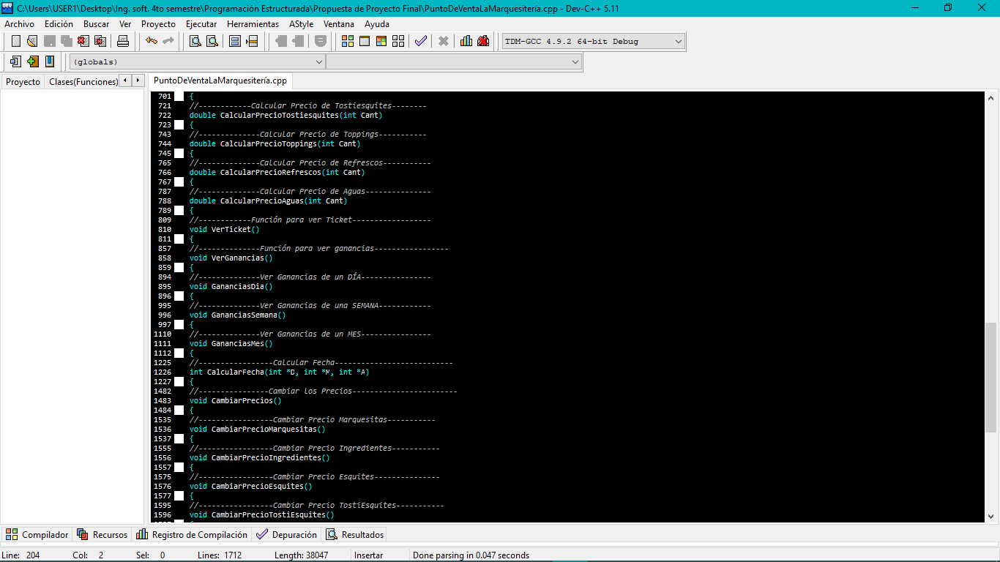 C:\Users\USER1\Desktop\Ing. soft. 4to semestre\Programación Estructurada\Propuesta de Proyecto Final\PuntoDeVentaLaMarquesitería.cpp - Dev-C++ 5.11
Archivo Edición Buscar Ver Proyecto Ejecutar Herramientas AStyle Ventana Ayuda
TDM-GCC 4.9.2 64-bit Debug
(globals)
Proyecto Clases(Funciones) PuntoDeVentaLaMarquesitería.cpp
701 {
721 //------------Calcular Precio de Tostiesquites--------
722 double CalcularPrecioTostiesquites(int Cant)
723 {
743 //--------------Calcular Precio de Toppings-----------
744 double CalcularPrecioToppings(int Cant)
745 {
765 //--------------Calcular Precio de Refrescos-----------
766 double CalcularPrecioRefrescos(int Cant)
767 {
787 //--------------Calcular Precio de Aguas---------------
788 double CalcularPrecioAguas(int Cant)
789 {
809 //------------Función para ver Ticket------------------
810 void VerTicket()
811 {
857 //--------------Función para ver ganancias-----------------
858 void VerGanancias()
859 {
894 //--------------Ver Ganancias de un DÍA----------------
895 void GananciasDia()
896 {
995 //--------------Ver Ganancias de una SEMANA------------
996 void GananciasSemana()
997 {
1110 //--------------Ver Ganancias de un MES----------------
1111 void GananciasMes()
1112 {
1225 //-----------------Calcular Fecha---------------------------
1226 int CalcularFecha(int *D, int *M, int *A)
1227 {
1482 //----------------Cambiar los Precios------------------------
1483 void CambiarPrecios()
1484 {
1535 //-----------------Cambiar Precio Marquesitas-----------
1536 void CambiarPrecioMarquesitas()
1537 {
1555 //-----------------Cambiar Precio Ingredientes-----------
1556 void CambiarPrecioIngredientes()
1557 {
1575 //-----------------Cambiar Precio Esquites---------------
1576 void CambiarPrecioEsquites()
1577 {
1595 //-----------------Cambiar Precio TostiEsquites-----------
1596 void CambiarPrecioTostiEsquites()
Compilador Recursos Registro de Compilación Depuración Resultados
Line: 204 Col: 2 Sel: 0 Lines: 1712 Length: 38047 Insertar Done parsing in 0.047 seconds